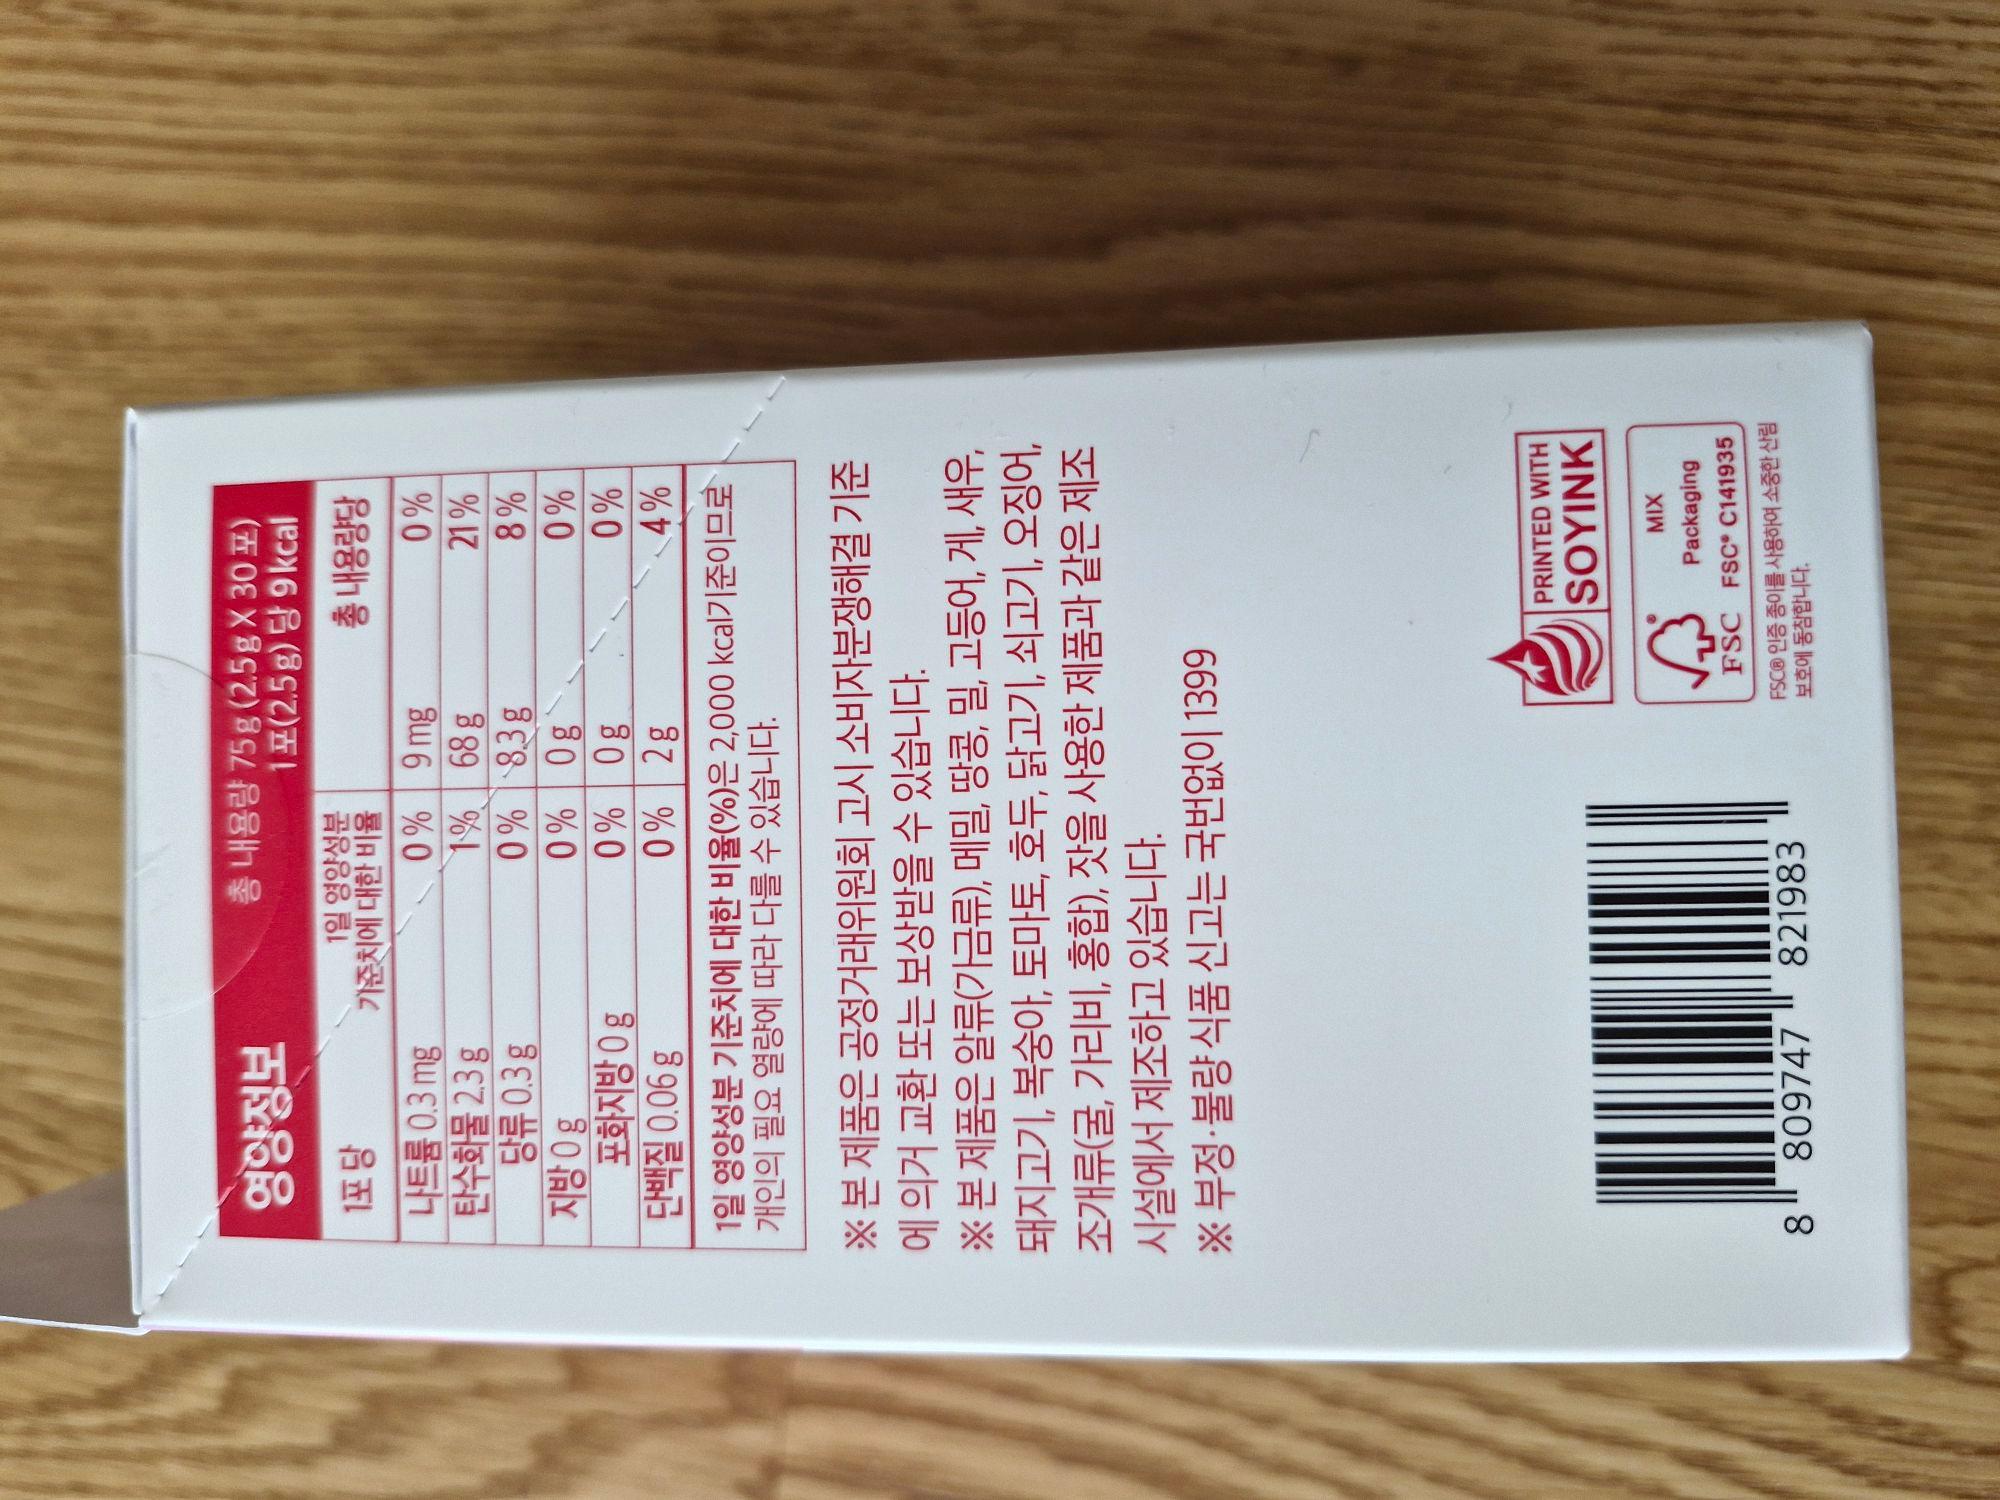 영양정보
총 내용량 75g (2.5g X 30포)
1포(2.5g) 당 9 kcal
1포 당
1일 영양성분
기준치에 대한 비율
총 내용량당
나트륨 0.3 mg 0 % 9 mg 0 %
탄수화물 2.3 g 1 % 68 g 21 %
당류 0.3 g 0 % 8.3 g 8 %
지방 0 g 0 % 0 g 0 %
포화지방 0 g 0 % 0 g 0 %
단백질 0.06 g 0 % 2 g 4 %
1일 영양성분 기준치에 대한 비율(%)은 2,000 kcal기준이므로
개인의 필요 열량에 따라 다를 수 있습니다.
※ 본 제품은 공정거래위원회 고시 소비자분쟁해결 기준
에 의거 교환 또는 보상받을 수 있습니다.
※ 본 제품은 알류(가금류), 메밀, 땅콩, 밀, 고등어, 게, 새우,
돼지고기, 복숭아, 토마토, 호두, 닭고기, 쇠고기, 오징어,
조개류(굴, 가리비, 홍합), 잣을 사용한 제품과 같은 제조
시설에서 제조하고 있습니다.
※ 부정·불량 식품 신고는 국번없이 1399
PRINTED WITH
SOYINK
FSC®
MIX
Packaging
FSC® C141935
FSC® 인증 종이를 사용하여 소중한 산림
보호에 동참합니다.
8 809747 821983